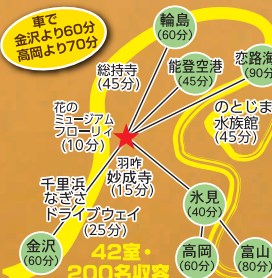 車で
金沢より60分
高岡より70分
輪島
(60分)
総持寺
(45分)
能登空港
(45分)
恋路海
(90分
花の
ミュージアム
フローリィ
(10分)
のとじま
水族館
(45分)
羽咋
妙成寺
(15分)
千里浜
なぎさ
ドライブウェイ
(25分)
氷見
(40分)
金沢
(60分)
高岡
(60分)
富山
(80分)
42室・
200名収容